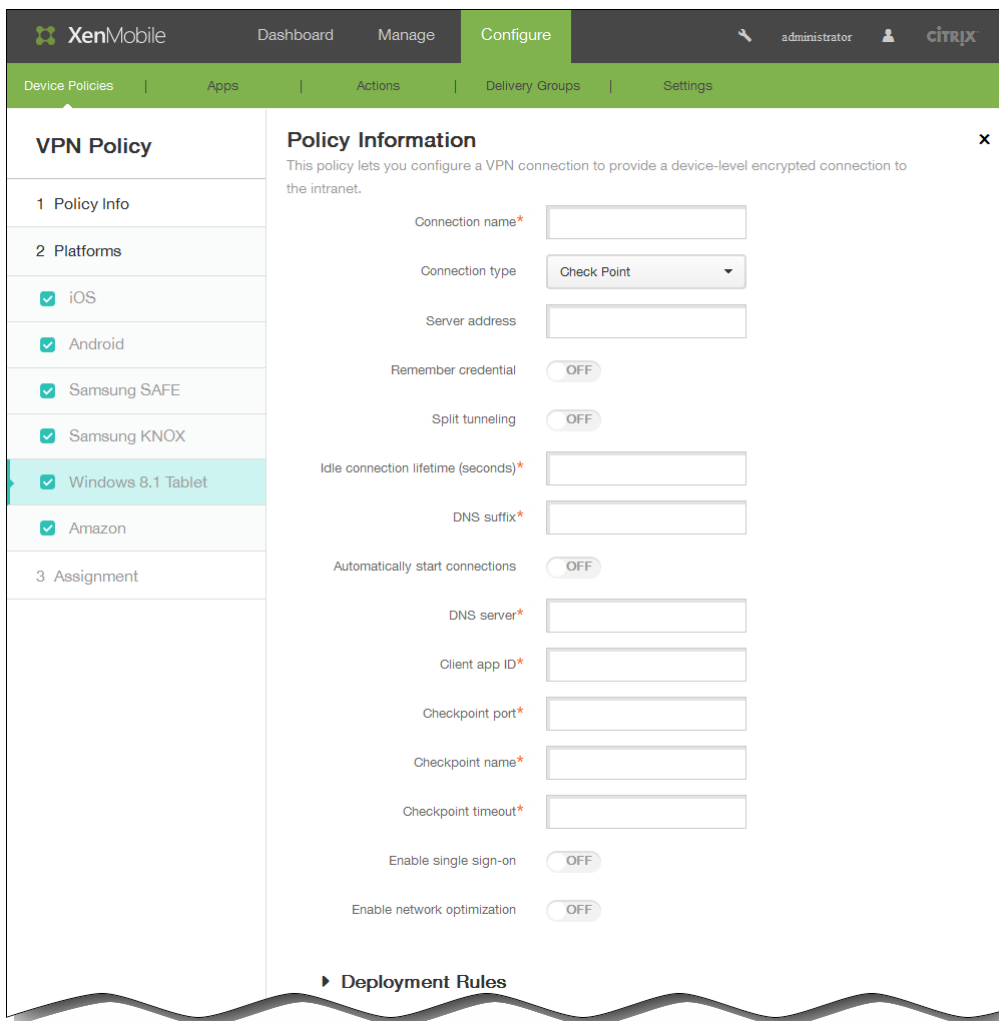 XenMobile Dashboard Manage Configure administrator CİTRIX
Device Policies | Apps | Actions | Delivery Groups | Settings
VPN Policy
1 Policy Info
2 Platforms
iOS
Android
Samsung SAFE
Samsung KNOX
Windows 8.1 Tablet
Amazon
3 Assignment
Policy Information
This policy lets you configure a VPN connection to provide a device-level encrypted connection to
the intranet.
Connection name*
Connection type Check Point
Server address
Remember credential OFF
Split tunneling OFF
Idle connection lifetime (seconds)*
DNS suffix*
Automatically start connections OFF
DNS server*
Client app ID*
Checkpoint port*
Checkpoint name*
Checkpoint timeout*
Enable single sign-on OFF
Enable network optimization OFF
Deployment Rules